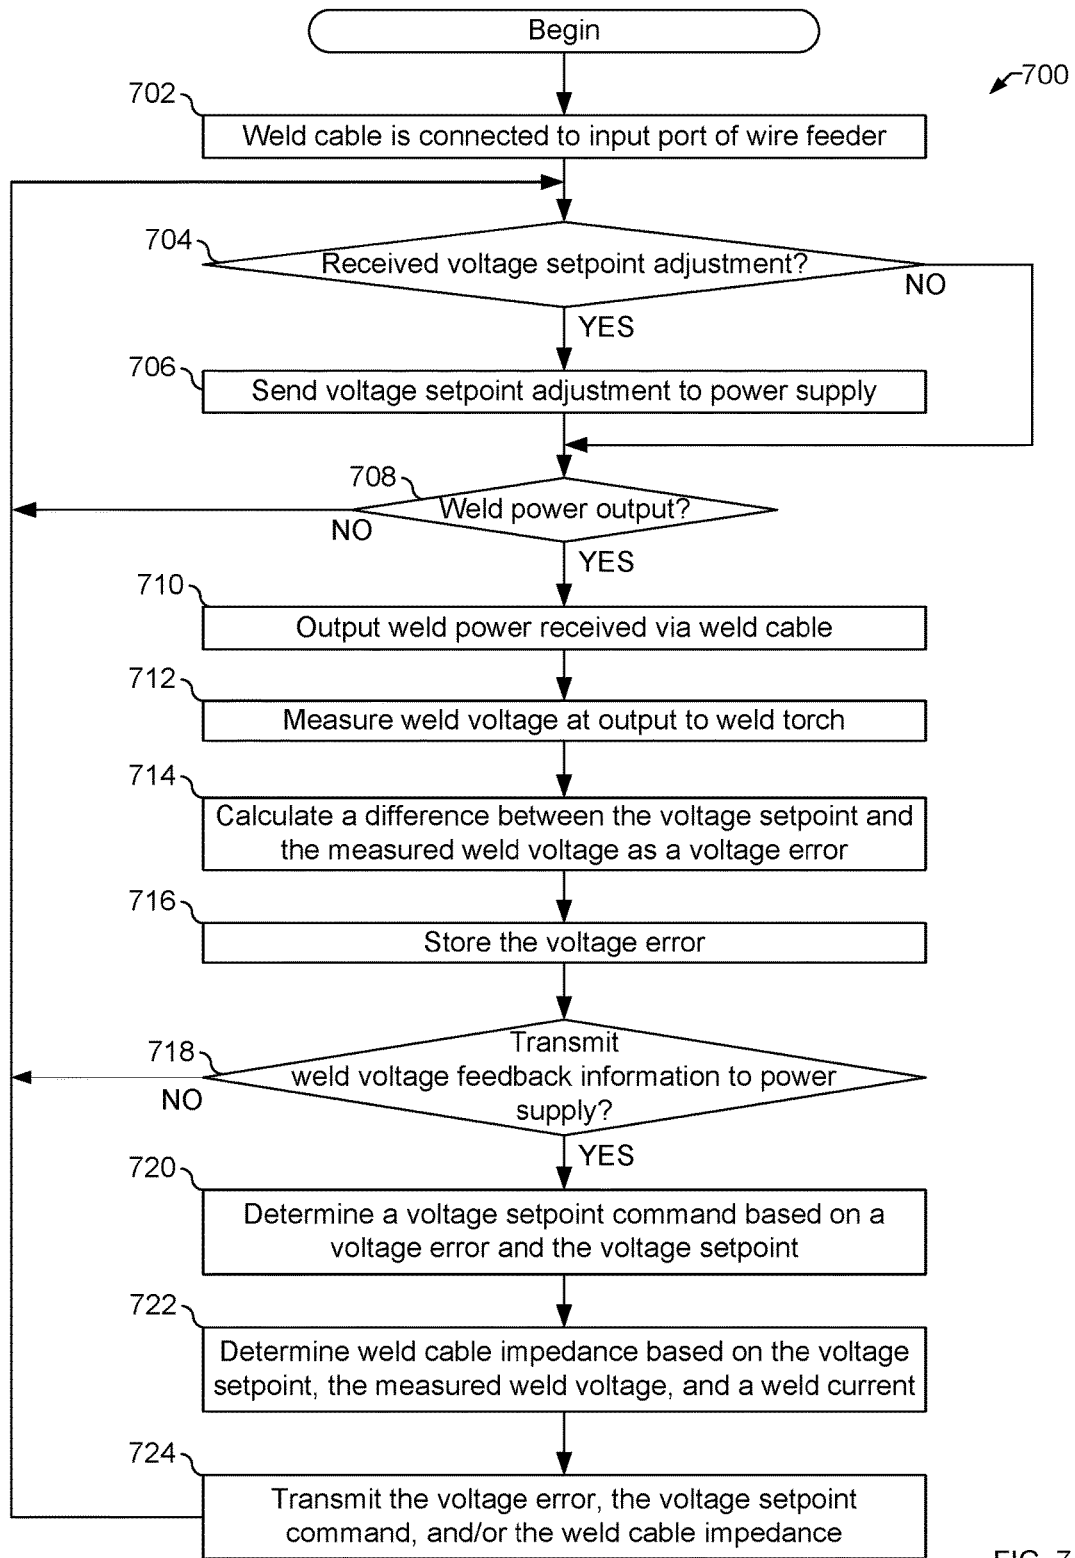 Begin
700
702
Weld cable is connected to input port of wire feeder
704
Received voltage setpoint adjustment?
NO
YES
706
Send voltage setpoint adjustment to power supply
708
Weld power output?
NO
YES
710
Output weld power received via weld cable
712
Measure weld voltage at output to weld torch
714
Calculate a difference between the voltage setpoint and
the measured weld voltage as a voltage error
716
Store the voltage error
718
Transmit
weld voltage feedback information to power
supply?
NO
YES
720
Determine a voltage setpoint command based on a
voltage error and the voltage setpoint
722
Determine weld cable impedance based on the voltage
setpoint, the measured weld voltage, and a weld current
724
Transmit the voltage error, the voltage setpoint
command, and/or the weld cable impedance
FIG. 7